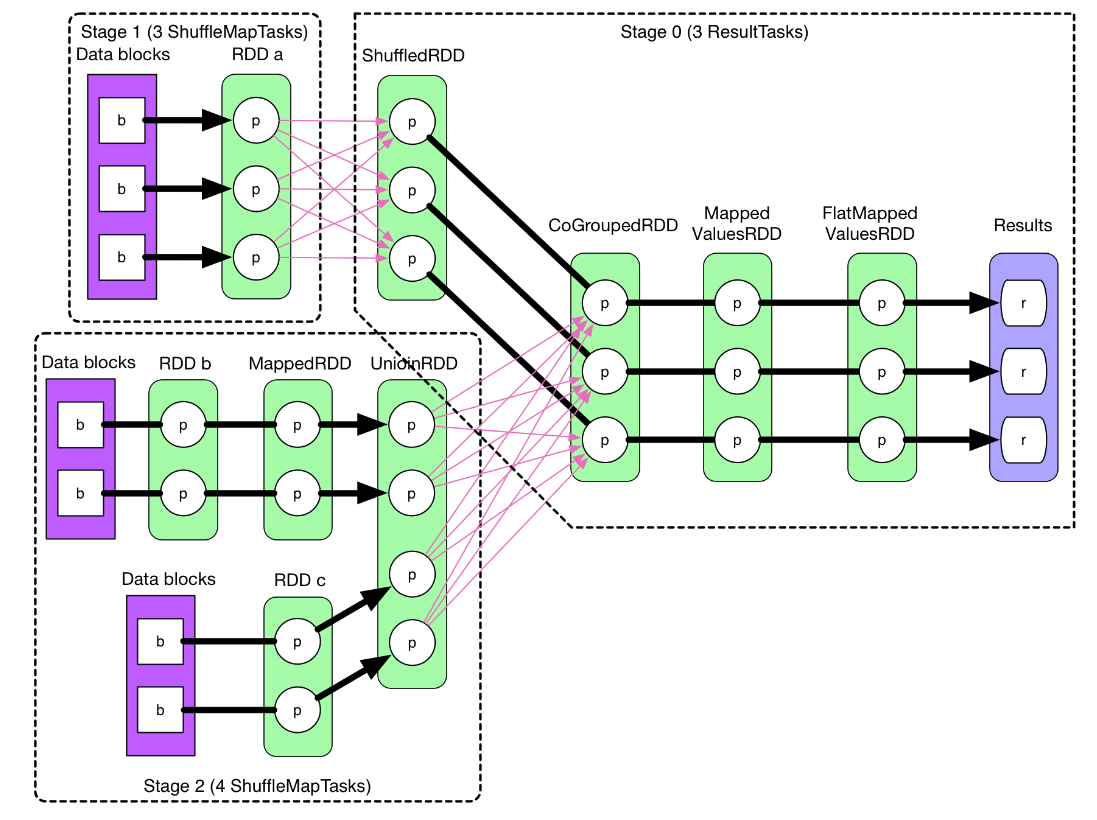 Stage 1 (3 ShuffleMapTasks)
Data blocks
RDD a
b
p
b
p
b
p
Stage 0 (3 ResultTasks)
ShuffledRDD
p
p
p
CoGroupedRDD
Mapped
ValuesRDD
FlatMapped
ValuesRDD
Results
p
p
p
r
p
p
p
r
p
p
p
r
Data blocks
RDD b
MappedRDD
UnionRDD
b
p
p
p
b
p
p
p
Data blocks
RDD c
p
b
p
p
b
p
Stage 2 (4 ShuffleMapTasks)